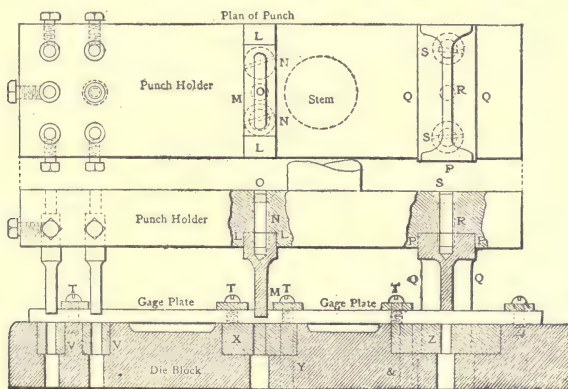 Plan of Punch
L
S
N
Punch Holder
M
O
Stem
Q
R
Q
N
S
L
P
O
S
Punch Holder
N
R
L
L
P
P
T
M
Q
Q
T
T
T
Gage Plate
Gage Plate
V
V
X
Z
Die Block
Y
&